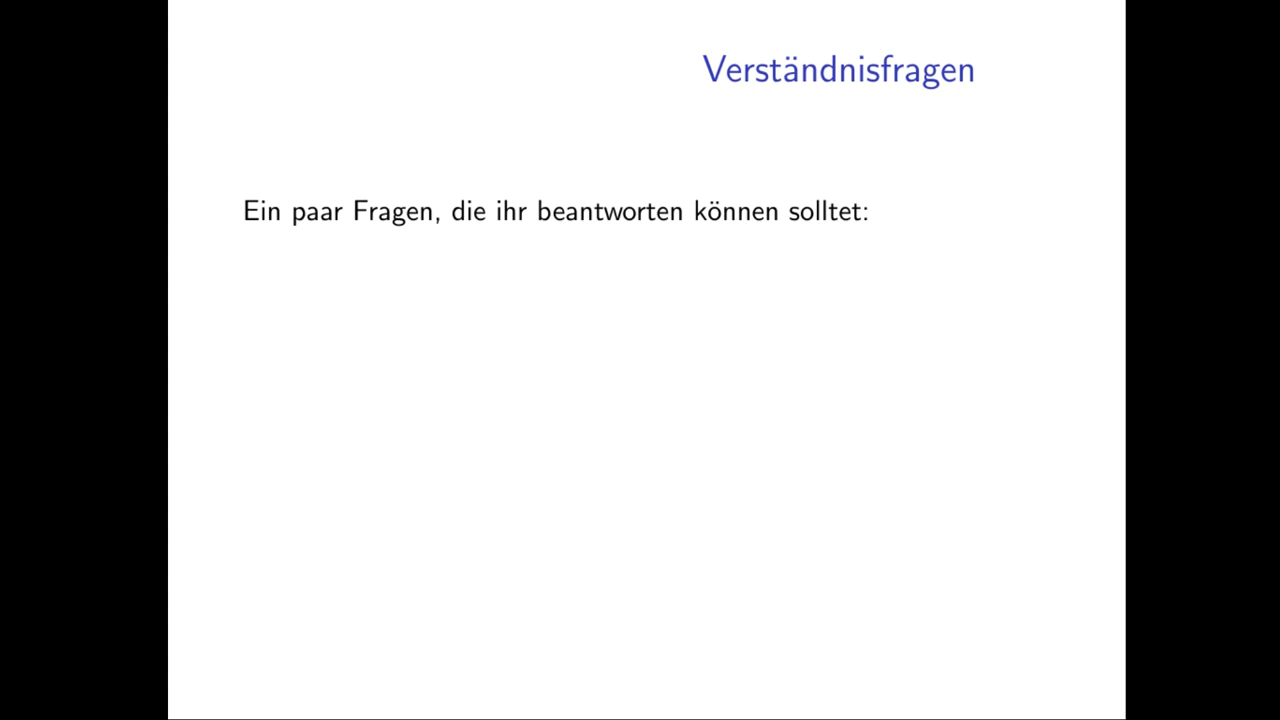 Verständnisfragen
Ein paar Fragen, die ihr beantworten können solltet: